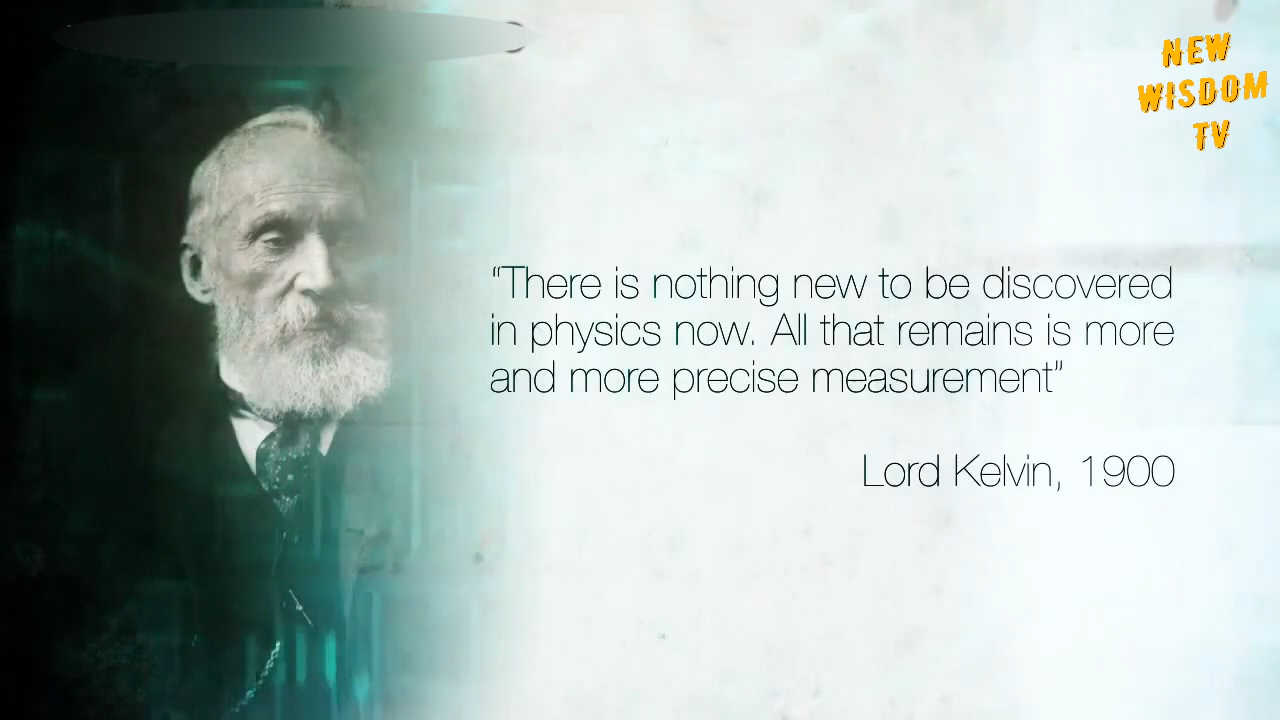 NEW
WISDOM
TV
“There is nothing new to be discovered
in physics now. All that remains is more
and more precise measurement”
Lord Kelvin, 1900